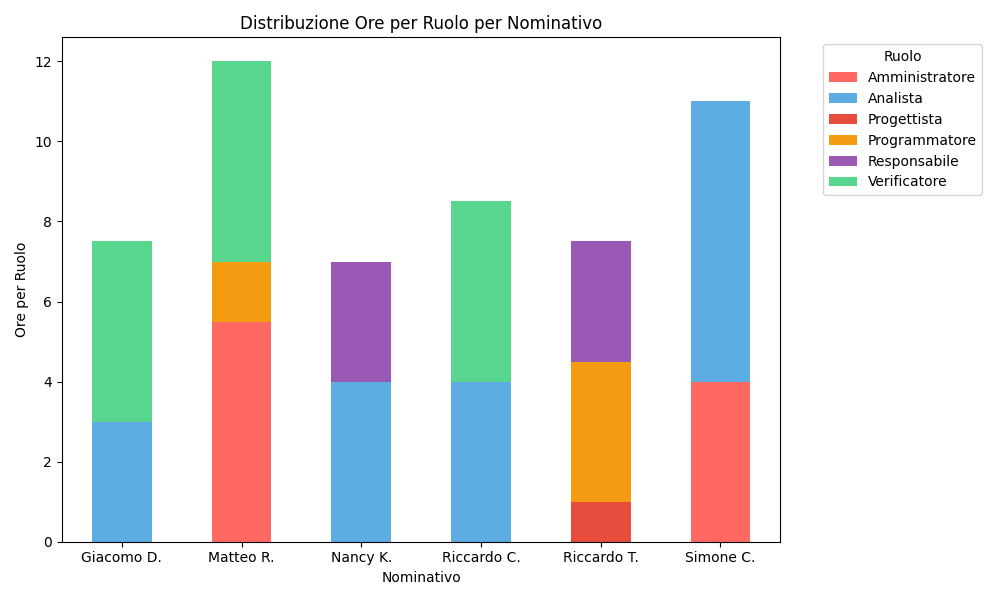 Distribuzione Ore per Ruolo per Nominativo
Ruolo
Amministratore
Analista
Progettista
Programmatore
Responsabile
Verificatore
Ore per Ruolo
12
10
8
6
4
2
0
Giacomo D. Matteo R. Nancy K. Riccardo C. Riccardo T. Simone C.
Nominativo